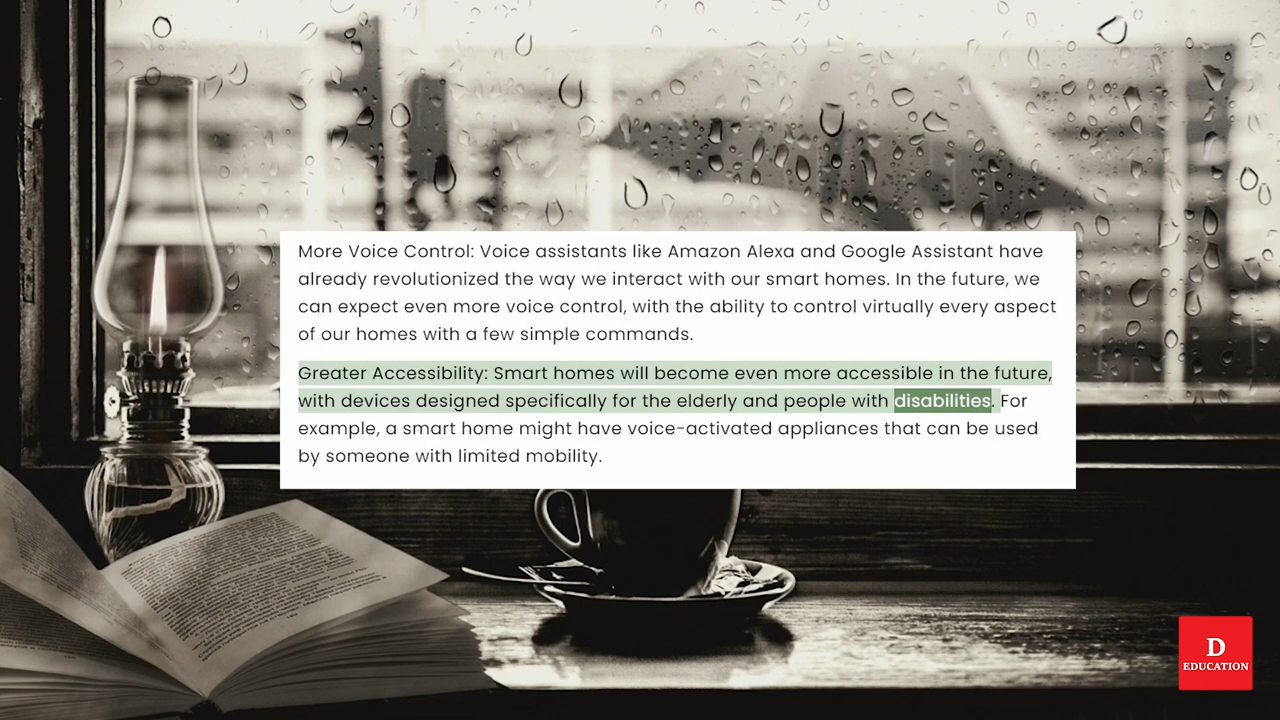 More Voice Control: Voice assistants like Amazon Alexa and Google Assistant have
already revolutionized the way we interact with our smart homes. In the future, we
can expect even more voice control, with the ability to control virtually every aspect
of our homes with a few simple commands.
Greater Accessibility: Smart homes will become even more accessible in the future,
with devices designed specifically for the elderly and people with disabilities. For
example, a smart home might have voice-activated appliances that can be used
by someone with limited mobility.
D
EDUCATION